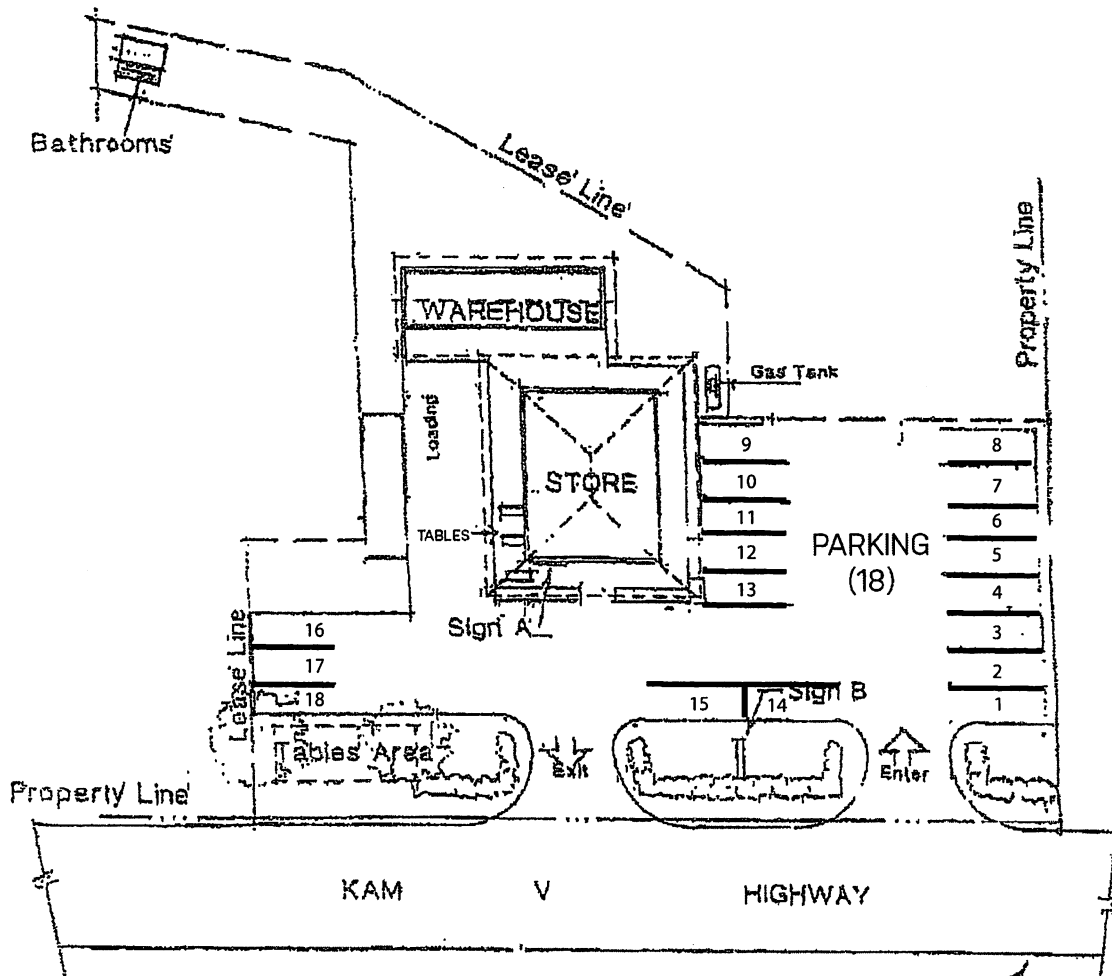 Bathrooms
Lease Line
Property Line
WAREHOUSE
Gas Tank
Loading
STORE
TABLES
9
10
11
12
13
8
7
6
5
4
3
2
1
PARKING
(18)
Sign A
16
17
18
Lease Line
15
14
Sign B
Tables Area
Exit
Enter
Property Line
KAM V HIGHWAY